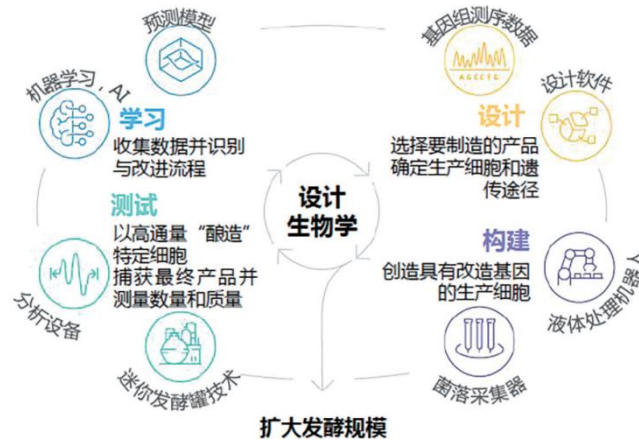 预测模型
机器学习，AI
学习
收集数据并识别
与改进流程
基因组测序数据
AGCCTG
设计软件
设计
选择要制造的产品
确定生产细胞和遗
传途径
设计
生物学
测试
以高通量“酿造”
特定细胞
捕获最终产品并
测量数量和质量
分析设备
迷你发酵罐技术
构建
创造具有改造基因
的生产细胞
液体处理机器人
菌落采集器
扩大发酵规模